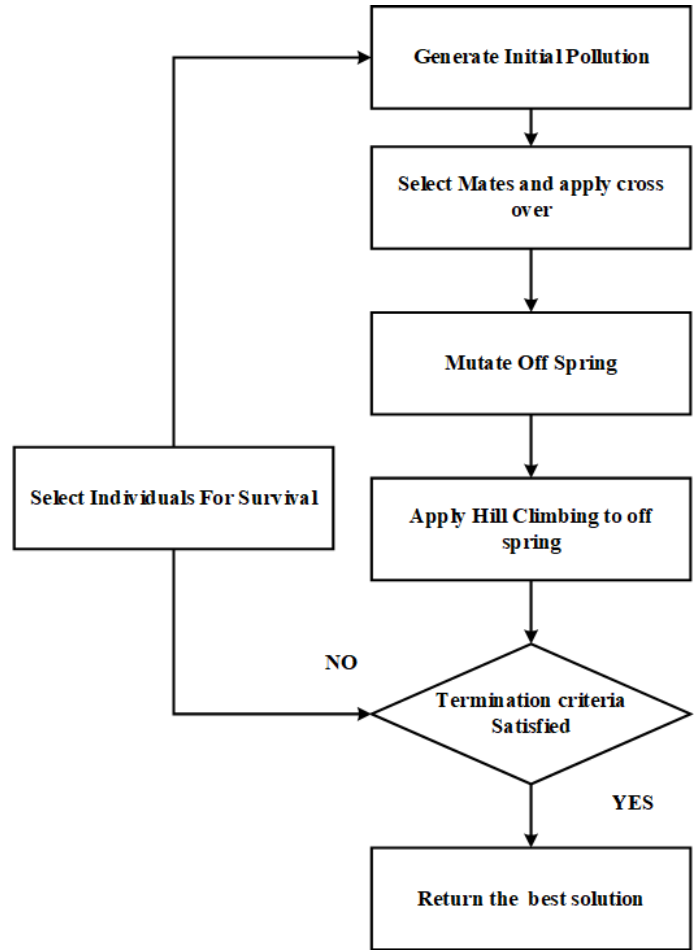 Generate Initial Pollution
Select Mates and apply cross
over
Mutate Off Spring
Select Individuals For Survival
Apply Hill Climbing to off
spring
NO
Termination criteria
Satisfied
YES
Return the best solution